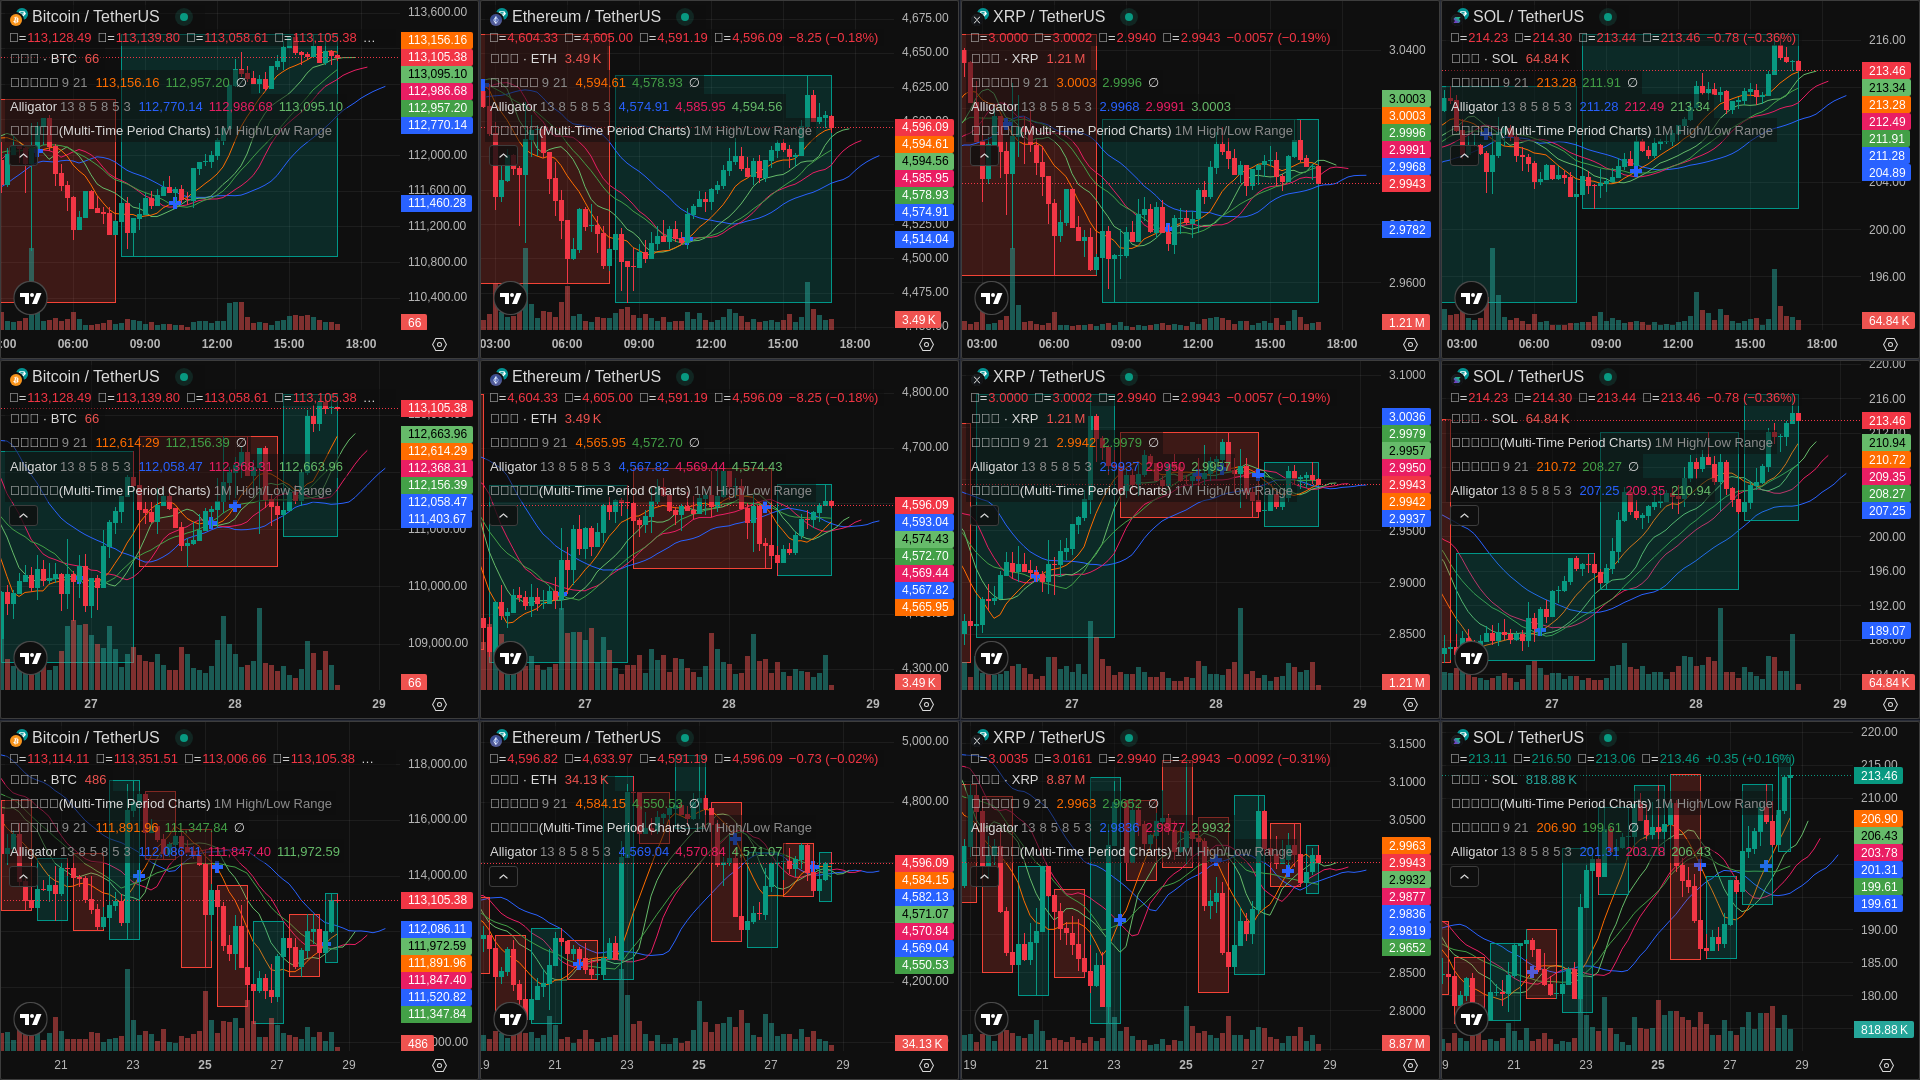 Bitcoin / TetherUS
□=113,128.49 □=113,139.80 □=113,058.61 □=113,105.38 …
□□□ · BTC 66
□□□□□ 9 21 113,156.16 112,957.20 ∅
Alligator 13 8 5 8 5 3 112,770.14 112,986.68 113,095.10
□□□□□(Multi-Time Period Charts) 1M High/Low Range
113,600.00
113,156.16
113,105.38
113,095.10
112,986.68
112,957.20
112,770.14
112,000.00
111,600.00
111,460.28
111,200.00
110,800.00
110,400.00
66
06:00 09:00 12:00 15:00 18:00
Ethereum / TetherUS
□=4,604.33 □=4,605.00 □=4,591.19 □=4,596.09 −8.25 (−0.18%)
□□□ · ETH 3.49 K
□□□□□ 9 21 4,594.61 4,578.93 ∅
Alligator 13 8 5 8 5 3 4,574.91 4,585.95 4,594.56
□□□□□(Multi-Time Period Charts) 1M High/Low Range
4,675.00
4,650.00
4,625.00
4,596.09
4,594.61
4,594.56
4,585.95
4,578.93
4,574.91
4,525.00
4,514.04
4,500.00
4,475.00
3.49 K
03:00 06:00 09:00 12:00 15:00 18:00
XRP / TetherUS
□=3.0000 □=3.0002 □=2.9940 □=2.9943 −0.0057 (−0.19%)
□□□ · XRP 1.21 M
□□□□□ 9 21 3.0003 2.9996 ∅
Alligator 13 8 5 8 5 3 2.9968 2.9991 3.0003
□□□□□(Multi-Time Period Charts) 1M High/Low Range
3.0400
3.0003
3.0003
2.9996
2.9991
2.9968
2.9943
2.9782
2.9600
1.21 M
03:00 06:00 09:00 12:00 15:00 18:00
SOL / TetherUS
□=214.23 □=214.30 □=213.44 □=213.46 −0.78 (−0.36%)
□□□ · SOL 64.84 K
□□□□□ 9 21 213.28 211.91 ∅
Alligator 13 8 5 8 5 3 211.28 212.49 213.34
□□□□□(Multi-Time Period Charts) 1M High/Low Range
216.00
213.46
213.34
213.28
212.49
211.91
211.28
204.89
204.00
200.00
196.00
64.84 K
03:00 06:00 09:00 12:00 15:00 18:00
Bitcoin / TetherUS
□=113,128.49 □=113,139.80 □=113,058.61 □=113,105.38 …
□□□ · BTC 66
□□□□□ 9 21 112,614.29 112,156.39 ∅
Alligator 13 8 5 8 5 3 112,058.47 112,368.31 112,663.96
□□□□□(Multi-Time Period Charts) 1M High/Low Range
113,105.38
112,663.96
112,614.29
112,368.31
112,156.39
112,058.47
111,403.67
111,000.00
110,000.00
109,000.00
66
27 28 29
Ethereum / TetherUS
□=4,604.33 □=4,605.00 □=4,591.19 □=4,596.09 −8.25 (−0.18%)
□□□ · ETH 3.49 K
□□□□□ 9 21 4,565.95 4,572.70 ∅
Alligator 13 8 5 8 5 3 4,567.82 4,569.44 4,574.43
□□□□□(Multi-Time Period Charts) 1M High/Low Range
4,800.00
4,700.00
4,596.09
4,593.04
4,574.43
4,572.70
4,569.44
4,567.82
4,565.95
4,300.00
3.49 K
27 28 29
XRP / TetherUS
□=3.0000 □=3.0002 □=2.9940 □=2.9943 −0.0057 (−0.19%)
□□□ · XRP 1.21 M
□□□□□ 9 21 2.9942 2.9979 ∅
Alligator 13 8 5 8 5 3 2.9937 2.9950 2.9957
□□□□□(Multi-Time Period Charts) 1M High/Low Range
3.1000
3.0036
2.9979
2.9957
2.9950
2.9943
2.9942
2.9937
2.9500
2.9000
2.8500
1.21 M
27 28 29
SOL / TetherUS
□=214.23 □=214.30 □=213.44 □=213.46 −0.78 (−0.36%)
□□□ · SOL 64.84 K
□□□□□(Multi-Time Period Charts) 1M High/Low Range
□□□□□ 9 21 210.72 208.27 ∅
Alligator 13 8 5 8 5 3 207.25 209.35 210.94
220.00
216.00
213.46
210.94
210.72
209.35
208.27
207.25
200.00
196.00
192.00
189.07
64.84 K
27 28 29
Bitcoin / TetherUS
□=113,114.11 □=113,351.51 □=113,006.66 □=113,105.38 …
□□□ · BTC 486
□□□□□(Multi-Time Period Charts) 1M High/Low Range
□□□□□ 9 21 111,891.96 111,347.84 ∅
Alligator 13 8 5 8 5 3 112,086.11 111,847.40 111,972.59
118,000.00
116,000.00
114,000.00
113,105.38
112,086.11
111,972.59
111,891.96
111,847.40
111,520.82
111,347.84
486
21 23 25 27 29
Ethereum / TetherUS
□=4,596.82 □=4,633.97 □=4,591.19 □=4,596.09 −0.73 (−0.02%)
□□□ · ETH 34.13 K
□□□□□ 9 21 4,584.15 4,550.53 ∅
□□□□□(Multi-Time Period Charts) 1M High/Low Range
Alligator 13 8 5 8 5 3 4,569.04 4,570.84 4,571.07
5,000.00
4,800.00
4,596.09
4,584.15
4,582.13
4,571.07
4,570.84
4,569.04
4,550.53
4,200.00
34.13 K
21 23 25 27 29
XRP / TetherUS
□=3.0035 □=3.0161 □=2.9940 □=2.9943 −0.0092 (−0.31%)
□□□ · XRP 8.87 M
□□□□□ 9 21 2.9963 2.9652 ∅
Alligator 13 8 5 8 5 3 2.9836 2.9877 2.9932
□□□□□(Multi-Time Period Charts) 1M High/Low Range
3.1500
3.1000
3.0500
2.9963
2.9943
2.9932
2.9877
2.9836
2.9819
2.9652
2.8500
2.8000
8.87 M
19 21 23 25 27 29
SOL / TetherUS
□=213.11 □=216.50 □=213.06 □=213.46 +0.35 (+0.16%)
□□□ · SOL 818.88 K
□□□□□(Multi-Time Period Charts) 1M High/Low Range
□□□□□ 9 21 206.90 199.61 ∅
Alligator 13 8 5 8 5 3 201.31 203.78 206.43
220.00
215.00
213.46
210.00
206.90
206.43
203.78
201.31
199.61
199.61
190.00
185.00
180.00
818.88 K
21 23 25 27 29